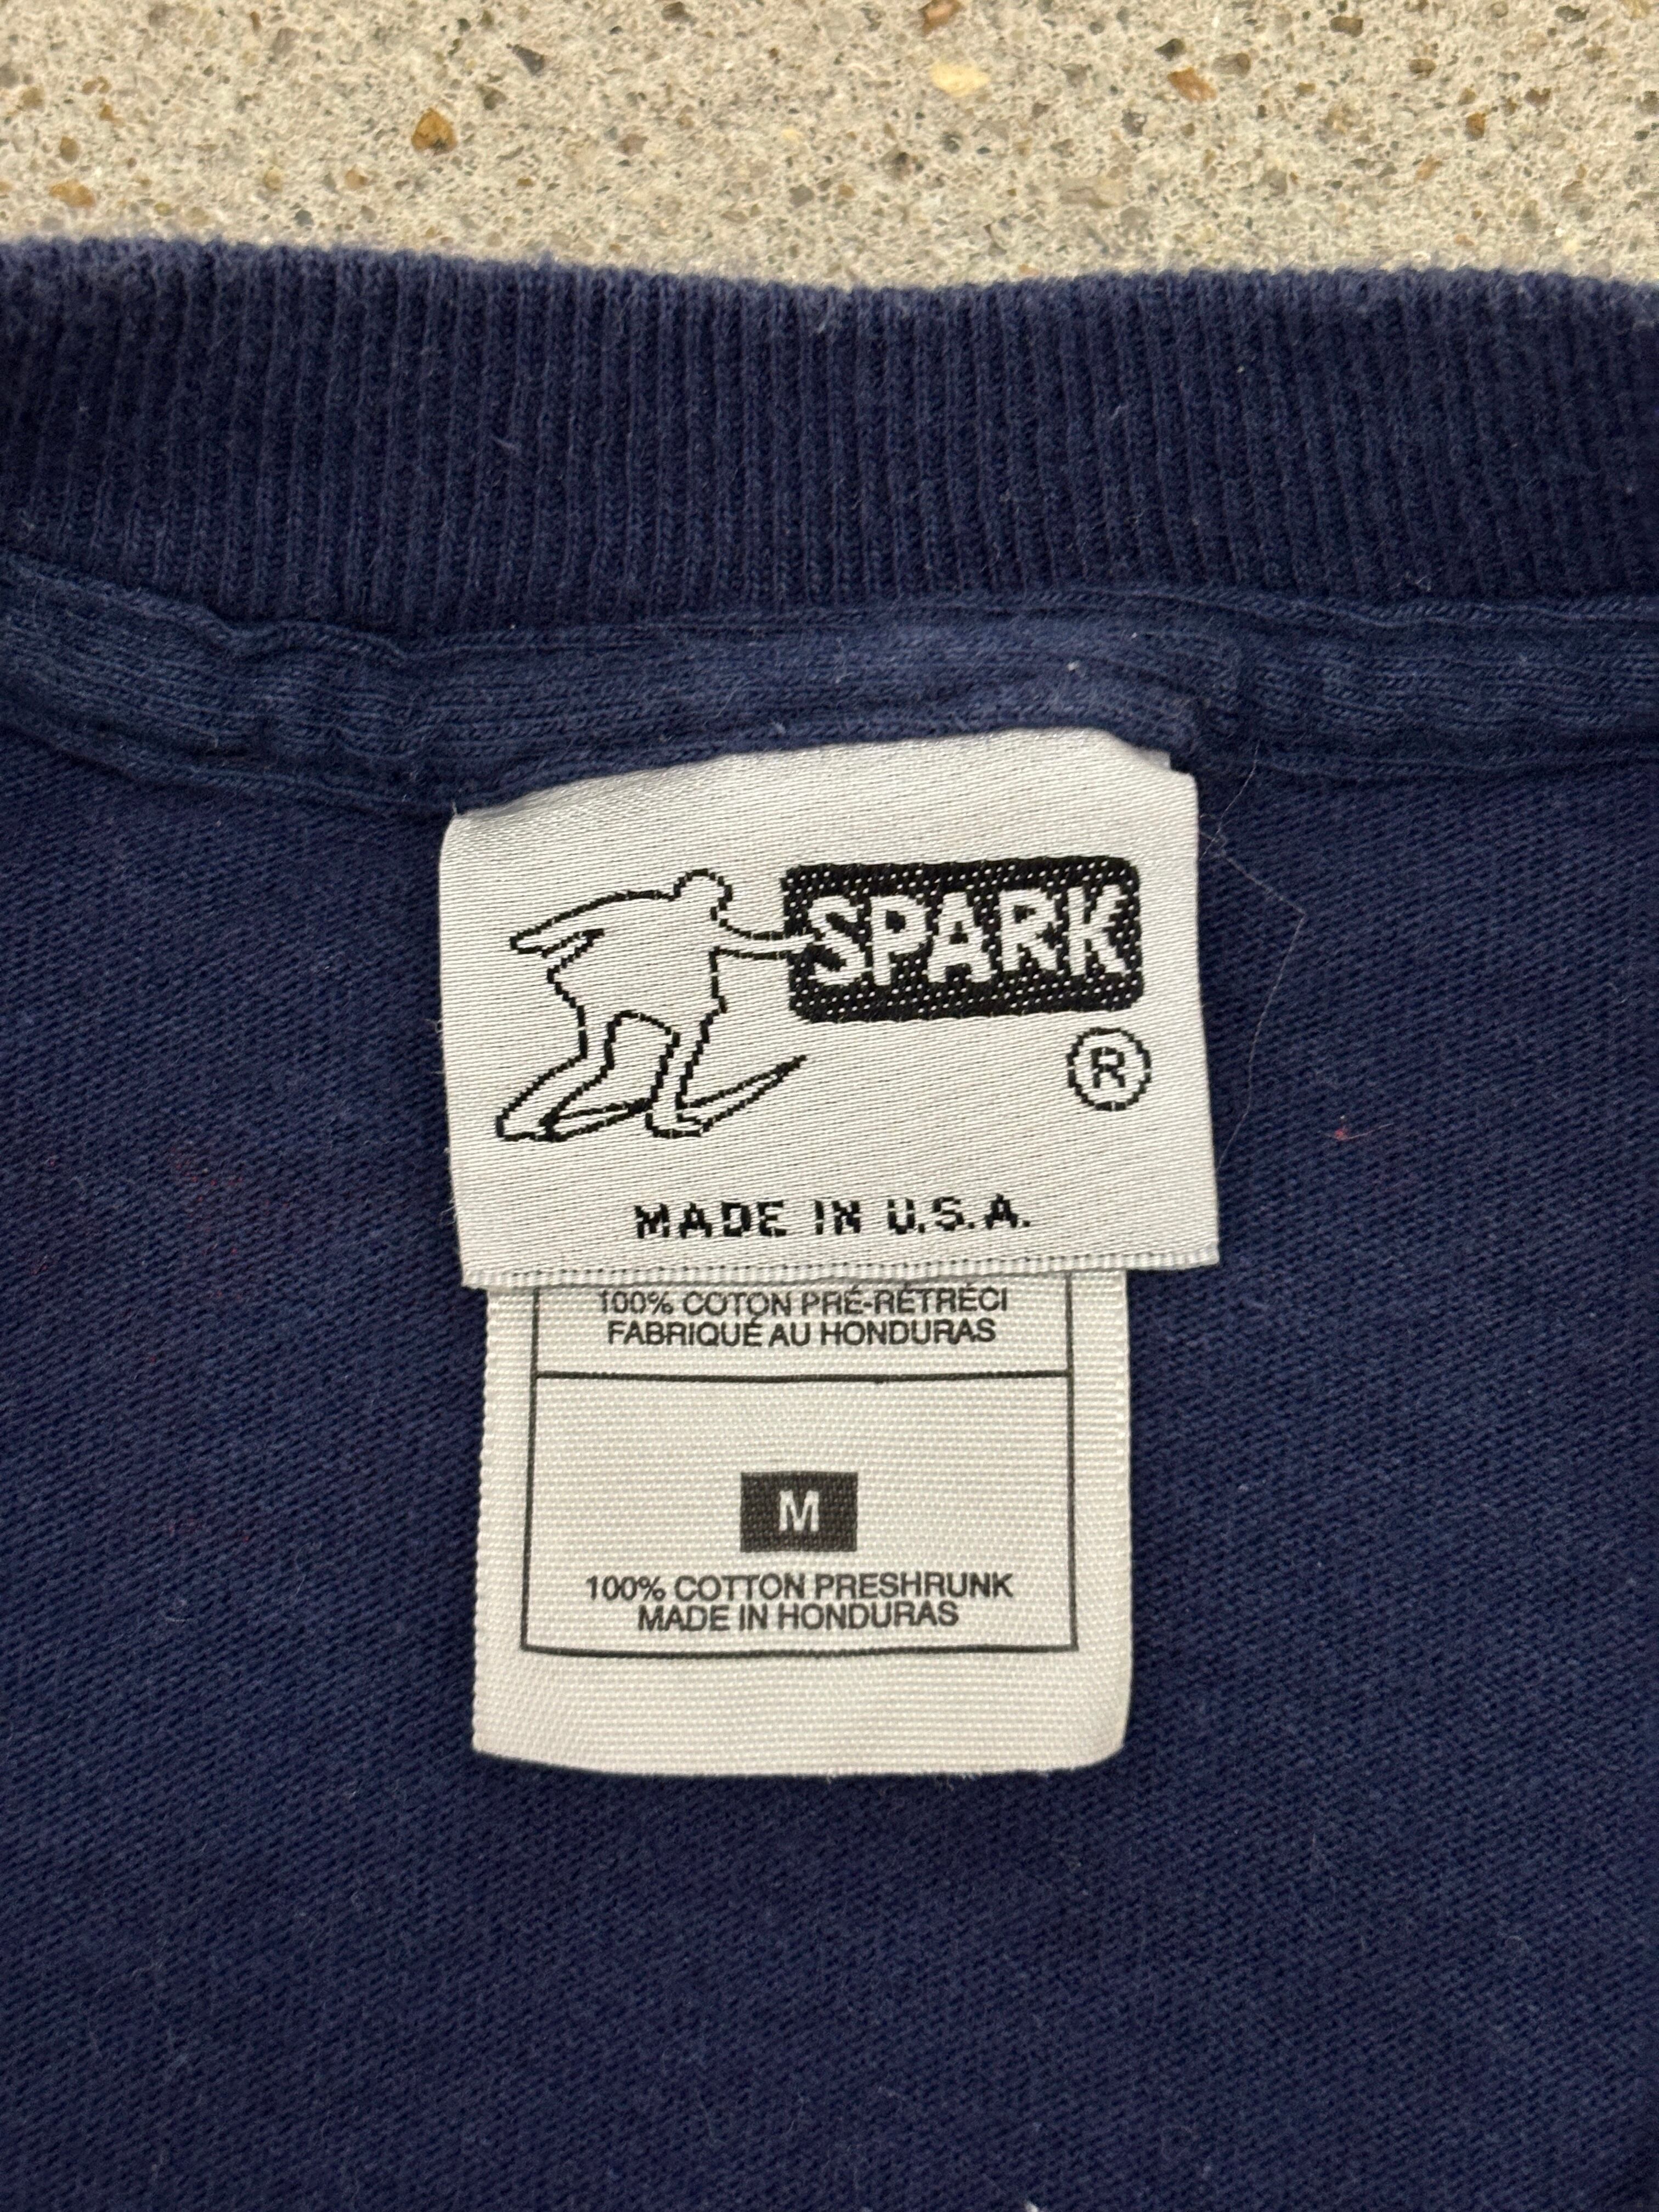 SPARK
®
MADE IN U.S.A.
100% COTON PRÉ-RÉTRÉCI
FABRIQUÉ AU HONDURAS
M
100% COTTON PRESHRUNK
MADE IN HONDURAS